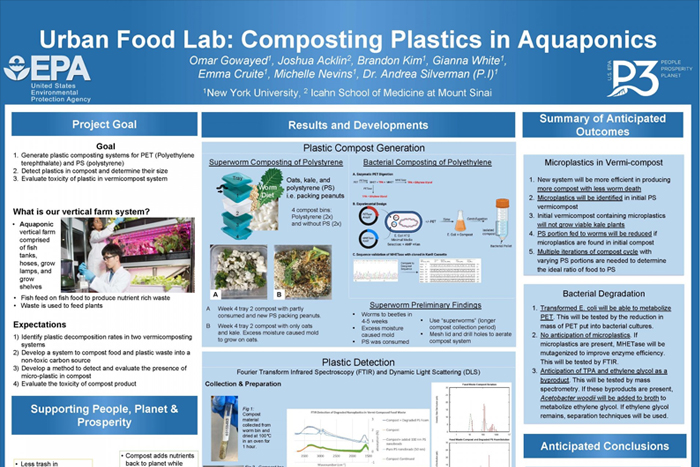 Urban Food Lab: Composting Plastics in Aquaponics
Omar Gowayed¹, Joshua Acklin², Brandon Kim¹, Gianna White¹,
Emma Cruite¹, Michelle Nevins¹, Dr. Andrea Silverman (P.I)¹
¹New York University, ² Icahn School of Medicine at Mount Sinai
EPA
United States
Environmental
Protection Agency
U.S. EPA
P3
PEOPLE
PROSPERITY
PLANET
Project Goal
Goal
1. Generate plastic composting systems for PET (Polyethylene
terephthalate) and PS (polystyrene)
2. Detect plastics in compost and determine their size
3. Evaluate toxicity of plastic in vermicompost system
What is our vertical farm system?
• Aquaponic
vertical farm
comprised
of fish
tanks,
hoses, grow
lamps, and
grow
shelves
• Fish feed on fish food to produce nutrient rich waste
• Waste is used to feed plants
Expectations
1) Identify plastic decomposition rates in two vermicomposting
systems
2) Develop a system to compost food and plastic waste into a
non-toxic carbon source
3) Develop a method to detect and evaluate the presence of
micro-plastic in compost
4) Evaluate the toxicity of compost product
Supporting People, Planet &
Prosperity
• Less trash in
• Compost adds nutrients
back to planet while
Results and Developments
Plastic Compost Generation
Superworm Composting of Polystyrene
Tray
Worm
Diet
Oats, kale, and
polystyrene (PS)
i.e. packing peanuts
4 compost bins:
Polystyrene (2x)
and without PS (2x)
A
B
A Week 4 tray 2 compost with partly
consumed and new PS packing peanuts.
B Week 4 tray 2 compost with only oats
and kale. Excess moisture caused mold
to grow on oats.
Bacterial Composting of Polyethylene
A. Enzymatic PET Digestion
B. Experimental Design
Superworm Preliminary Findings
• Worms to beetles in
4-5 weeks
• Excess moisture
caused mold
• PS was consumed
• Use "superworms" (longer
compost collection period)
• Mesh lid and drill holes to aerate
compost system
Plastic Detection
Fourier Transform Infrared Spectroscopy (FTIR) and Dynamic Light Scattering (DLS)
Collection & Preparation
Fig 1:
Compost
material
collected from
worm bin and
dried at 100°C
in an oven for
1 hour
Summary of Anticipated
Outcomes
Microplastics in Vermi-compost
1. New system will be more efficient in producing
more compost with less worm death
2. Microplastics will be identified in initial PS
vermicompost
3. Initial vermicompost containing microplastics
will not grow viable kale plants
4. PS portion fed to worms will be reduced if
microplastics are found in initial compost
5. Multiple iterations of compost cycle with
varying PS portions are needed to determine
the ideal ratio of food to PS
Bacterial Degradation
1. Transformed E. coli will be able to metabolize
PET. This will be tested by the reduction in
mass of PET put into bacterial cultures.
2. No anticipation of microplastics. If
microplastics are present, MHETase will be
mutagenized to improve enzyme efficiency.
This will be tested by FTIR.
3. Anticipation of TPA and ethylene glycol as a
byproduct. This will be tested by mass
spectrometry. If these byproducts are present,
Acetobacter woodii will be added to broth to
metabolize ethylene glycol. If ethylene glycol
remains, separation techniques will be used.
Anticipated Conclusions